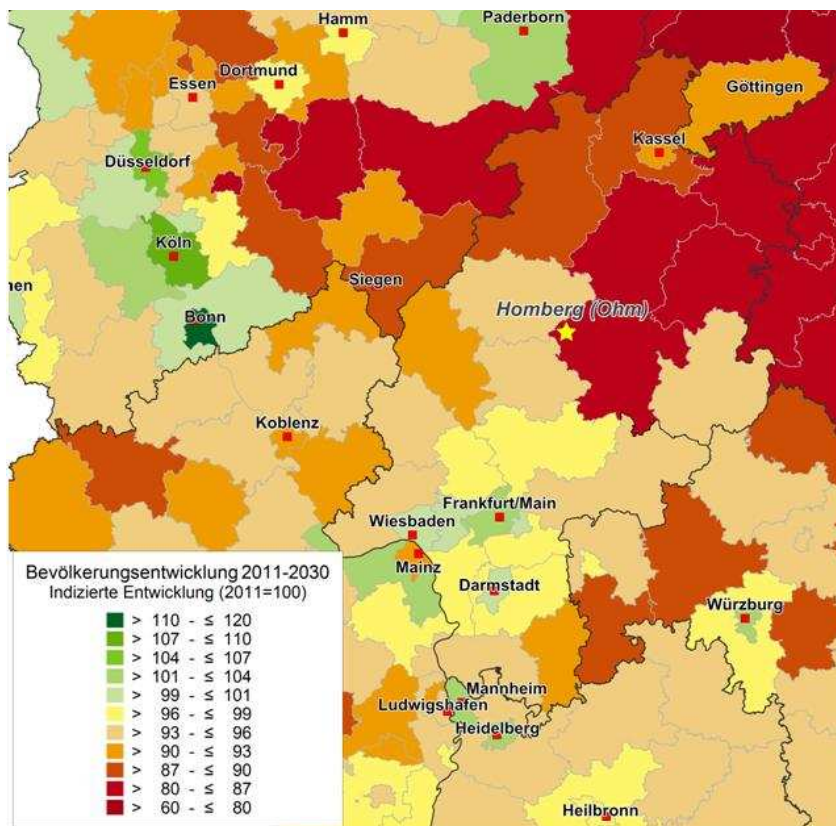 Hamm
Paderborn
Dortmund
Essen
Göttingen
Kassel
Düsseldorf
Köln
Siegen
hen
Homberg (Ohm)
Bonn
Koblenz
Frankfurt/Main
Wiesbaden
Mainz
Darmstadt
Würzburg
Mannheim
Ludwigshafen
Heidelberg
Heilbronn
Bevölkerungsentwicklung 2011-2030
Indizierte Entwicklung (2011=100)
> 110 - ≤ 120
> 107 - ≤ 110
> 104 - ≤ 107
> 101 - ≤ 104
> 99 - ≤ 101
> 96 - ≤ 99
> 93 - ≤ 96
> 90 - ≤ 93
> 87 - ≤ 90
> 80 - ≤ 87
> 60 - ≤ 80